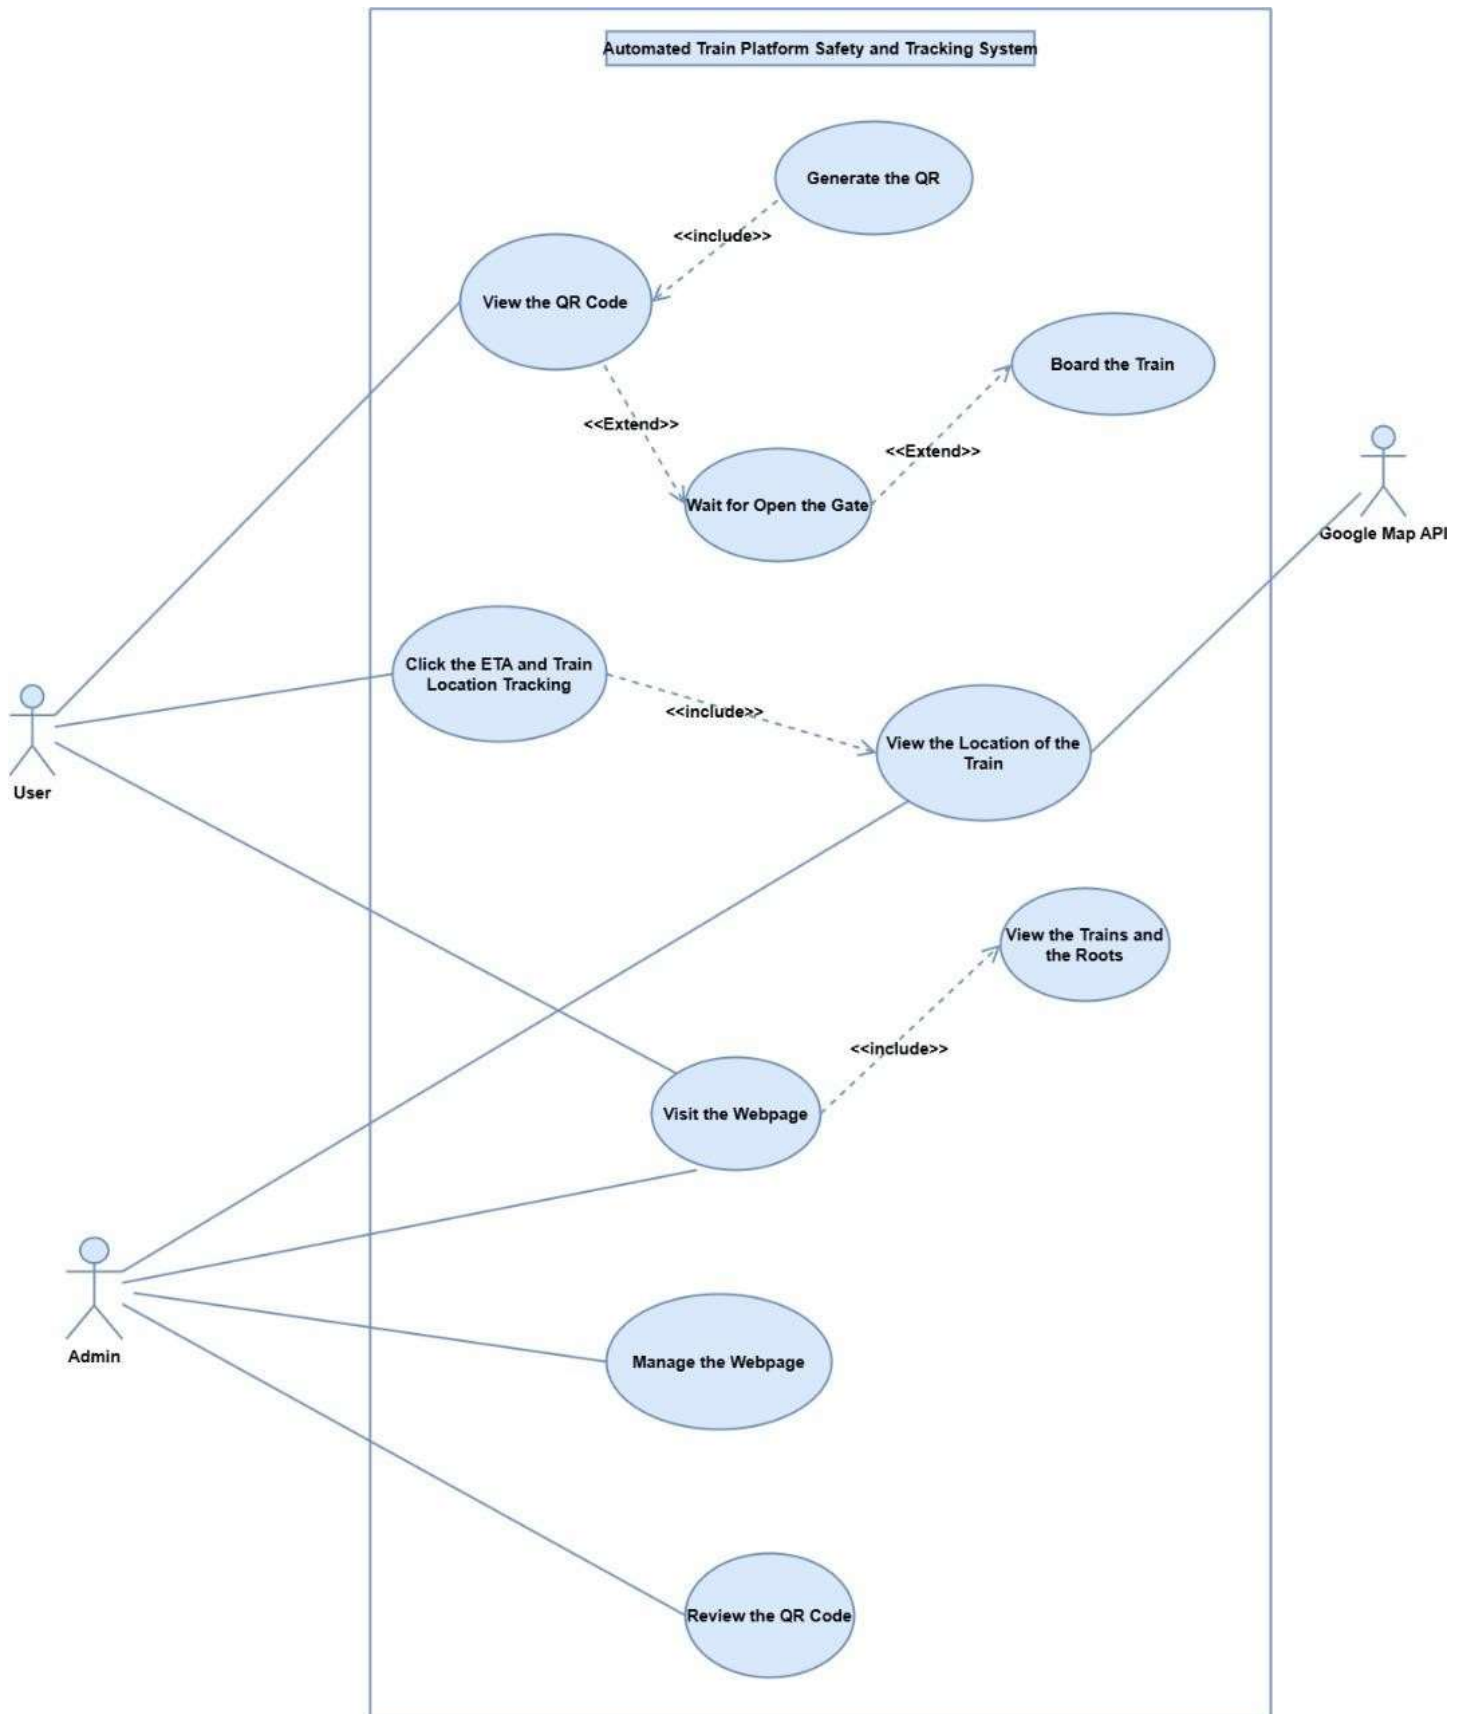 Automated Train Platform Safety and Tracking System
Generate the QR
<<include>>
View the QR Code
Board the Train
<<Extend>>
<<Extend>>
Wait for Open the Gate
Google Map API
Click the ETA and Train
Location Tracking
<<include>>
View the Location of the
Train
User
View the Trains and
the Roots
<<include>>
Visit the Webpage
Admin
Manage the Webpage
Review the QR Code